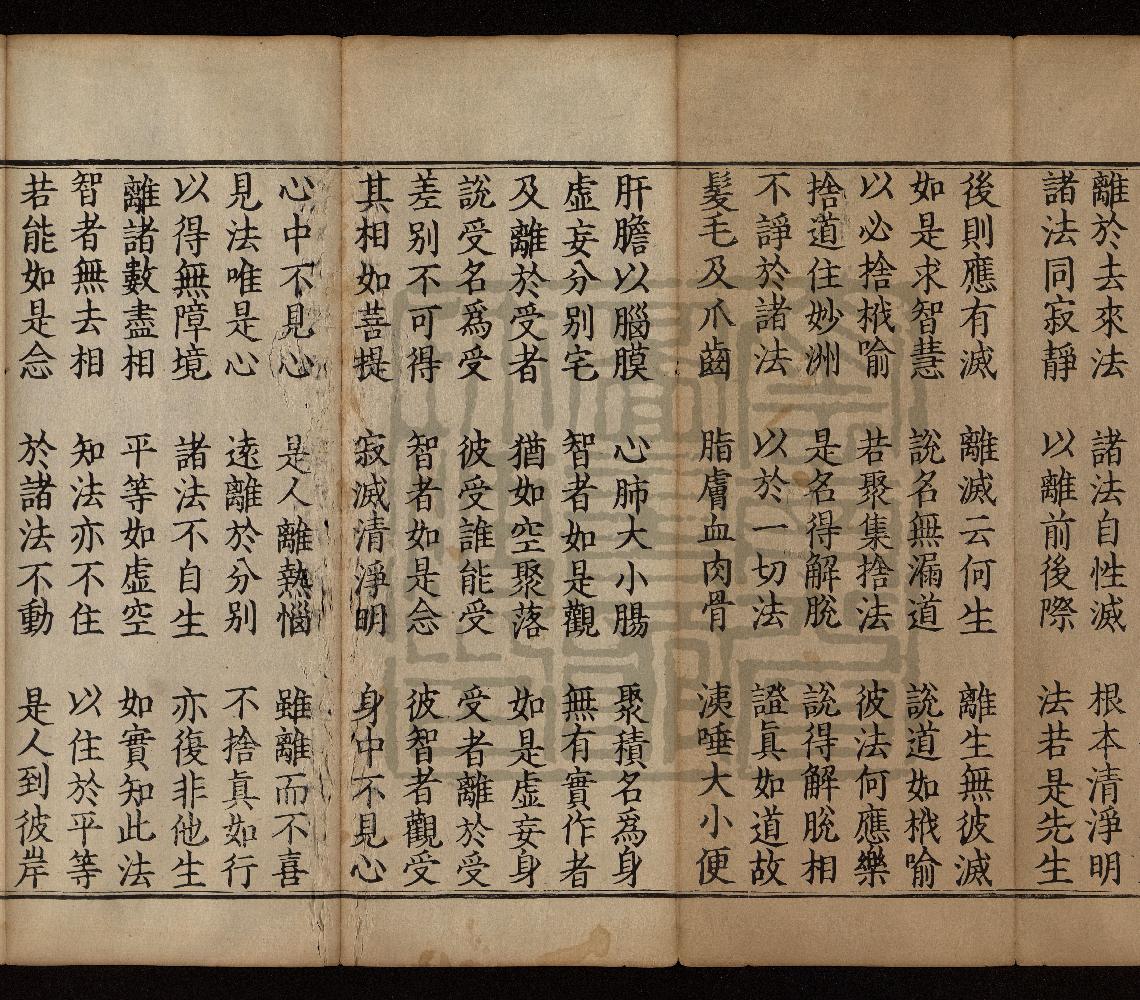 離於去來法　諸法自性滅　根本清淨明
諸法同寂靜　以離前後際　法若是先生
後則應有滅　離滅云何生　離生無彼滅
如是求智慧　說名無漏道　說道如栰喻
以必捨栰喻　若聚集捨法　彼法何應樂
捨道住妙洲　是名得解脫　說得解脫相
不諍於諸法　以於一切法　證眞如道故
髮毛及爪齒　脂膚血肉骨　洟唾大小便
肝膽以腦膜　心肺大小腸　聚積名爲身
虛妄分别宅　智者如是觀　無有實作者
及離於受者　猶如空聚落　如是虛妄身
說受名爲受　彼受誰能受　受者離於受
差别不可得　智者如是念　彼智者觀受
其相如菩提　寂滅清淨明　身中不見心
心中不見心　是人離熱惱　雖離而不喜
見法唯是心　遠離於分别　不捨眞如行
以得無障境　諸法不自生　亦復非他生
離諸數盡相　平等如虛空　如實知此法
智者無去相　知法亦不住　以住於平等
若能如是念　於諸法不動　是人到彼岸